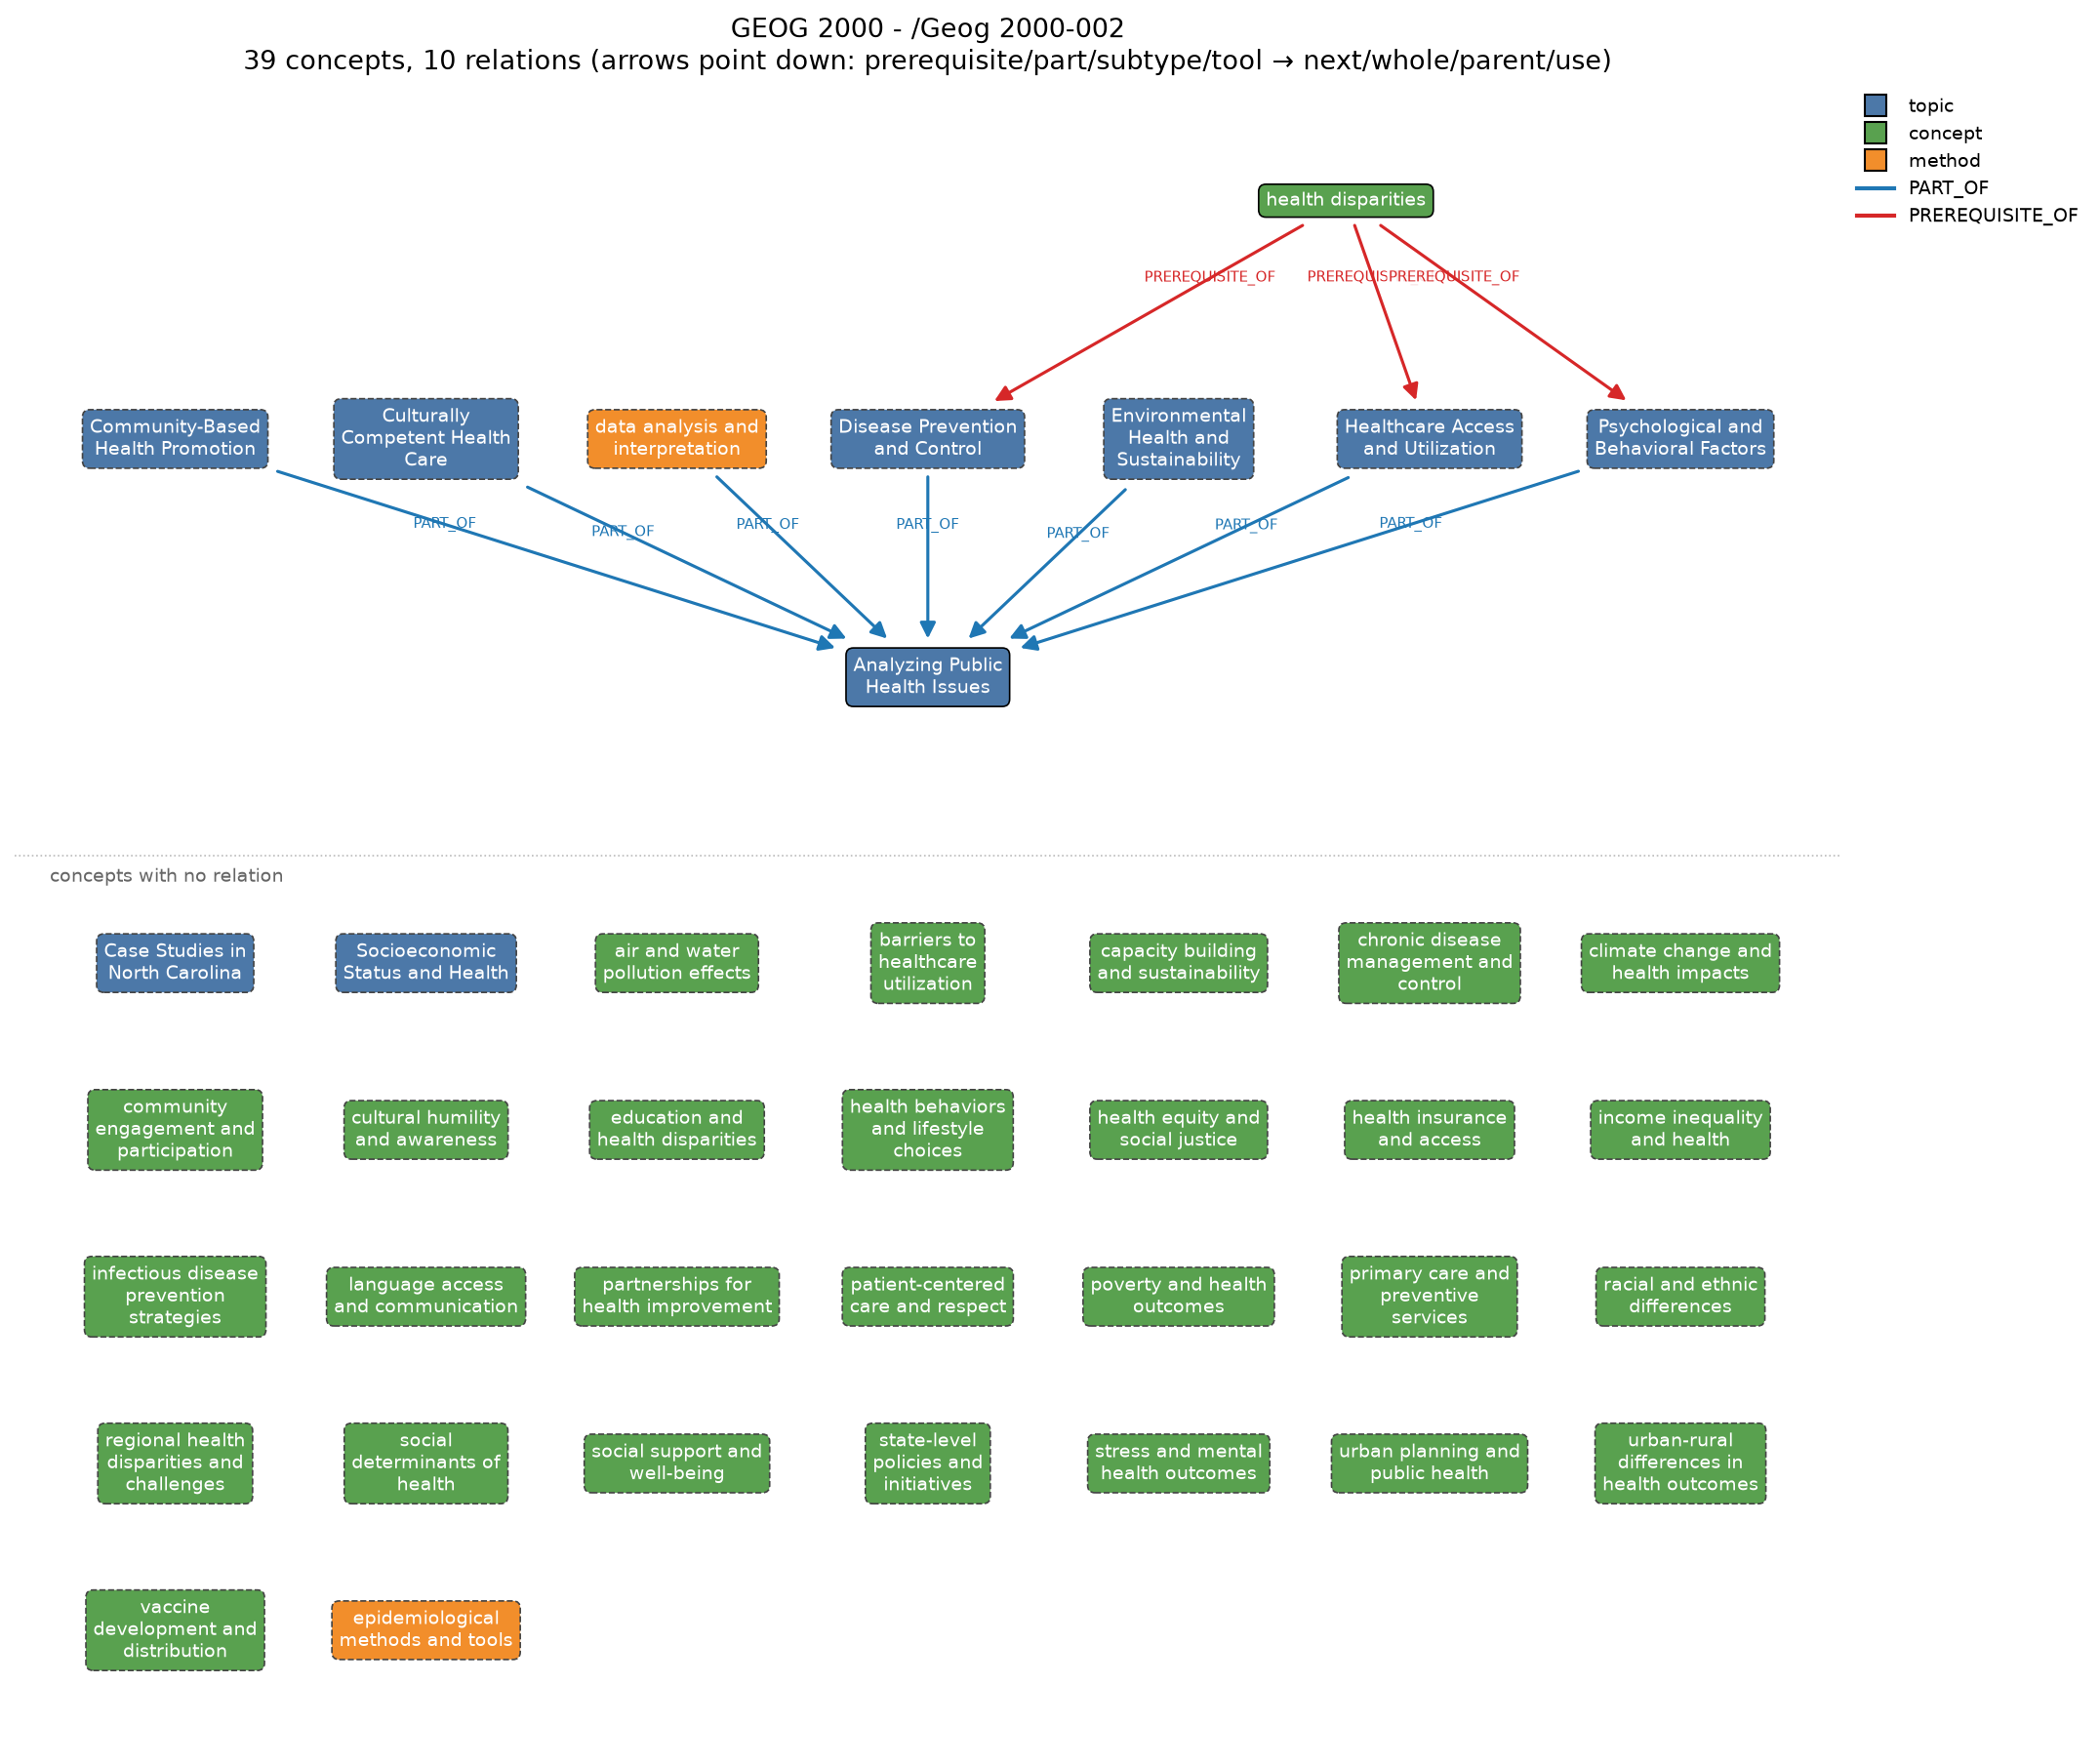 GEOG 2000 - /Geog 2000-002
39 concepts, 10 relations (arrows point down: prerequisite/part/subtype/tool → next/whole/parent/use)
topic
concept
method
PART_OF
PREREQUISITE_OF
health disparities
PREREQUISITE_OF
PREREQUIS
PREREQUISITE_OF
Community-Based
Health Promotion
Culturally
Competent Health
Care
data analysis and
interpretation
Disease Prevention
and Control
Environmental
Health and
Sustainability
Healthcare Access
and Utilization
Psychological and
Behavioral Factors
PART_OF
PART_OF
PART_OF
PART_OF
PART_OF
PART_OF
PART_OF
Analyzing Public
Health Issues
concepts with no relation
Case Studies in
North Carolina
Socioeconomic
Status and Health
air and water
pollution effects
barriers to
healthcare
utilization
capacity building
and sustainability
chronic disease
management and
control
climate change and
health impacts
community
engagement and
participation
cultural humility
and awareness
education and
health disparities
health behaviors
and lifestyle
choices
health equity and
social justice
health insurance
and access
income inequality
and health
infectious disease
prevention
strategies
language access
and communication
partnerships for
health improvement
patient-centered
care and respect
poverty and health
outcomes
primary care and
preventive
services
racial and ethnic
differences
regional health
disparities and
challenges
social
determinants of
health
social support and
well-being
state-level
policies and
initiatives
stress and mental
health outcomes
urban planning and
public health
urban-rural
differences in
health outcomes
vaccine
development and
distribution
epidemiological
methods and tools